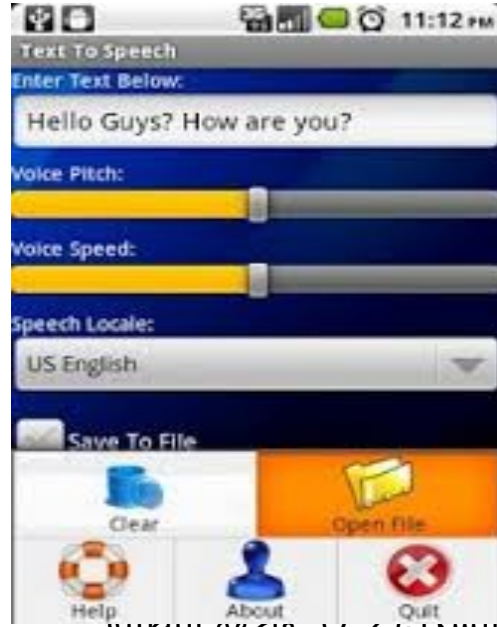 11:12 PM
Text To Speech
Enter Text Below:
Hello Guys? How are you?
Voice Pitch:
Voice Speed:
Speech Locale:
US English
Save To File
Clear
Open File
Help
About
Quit